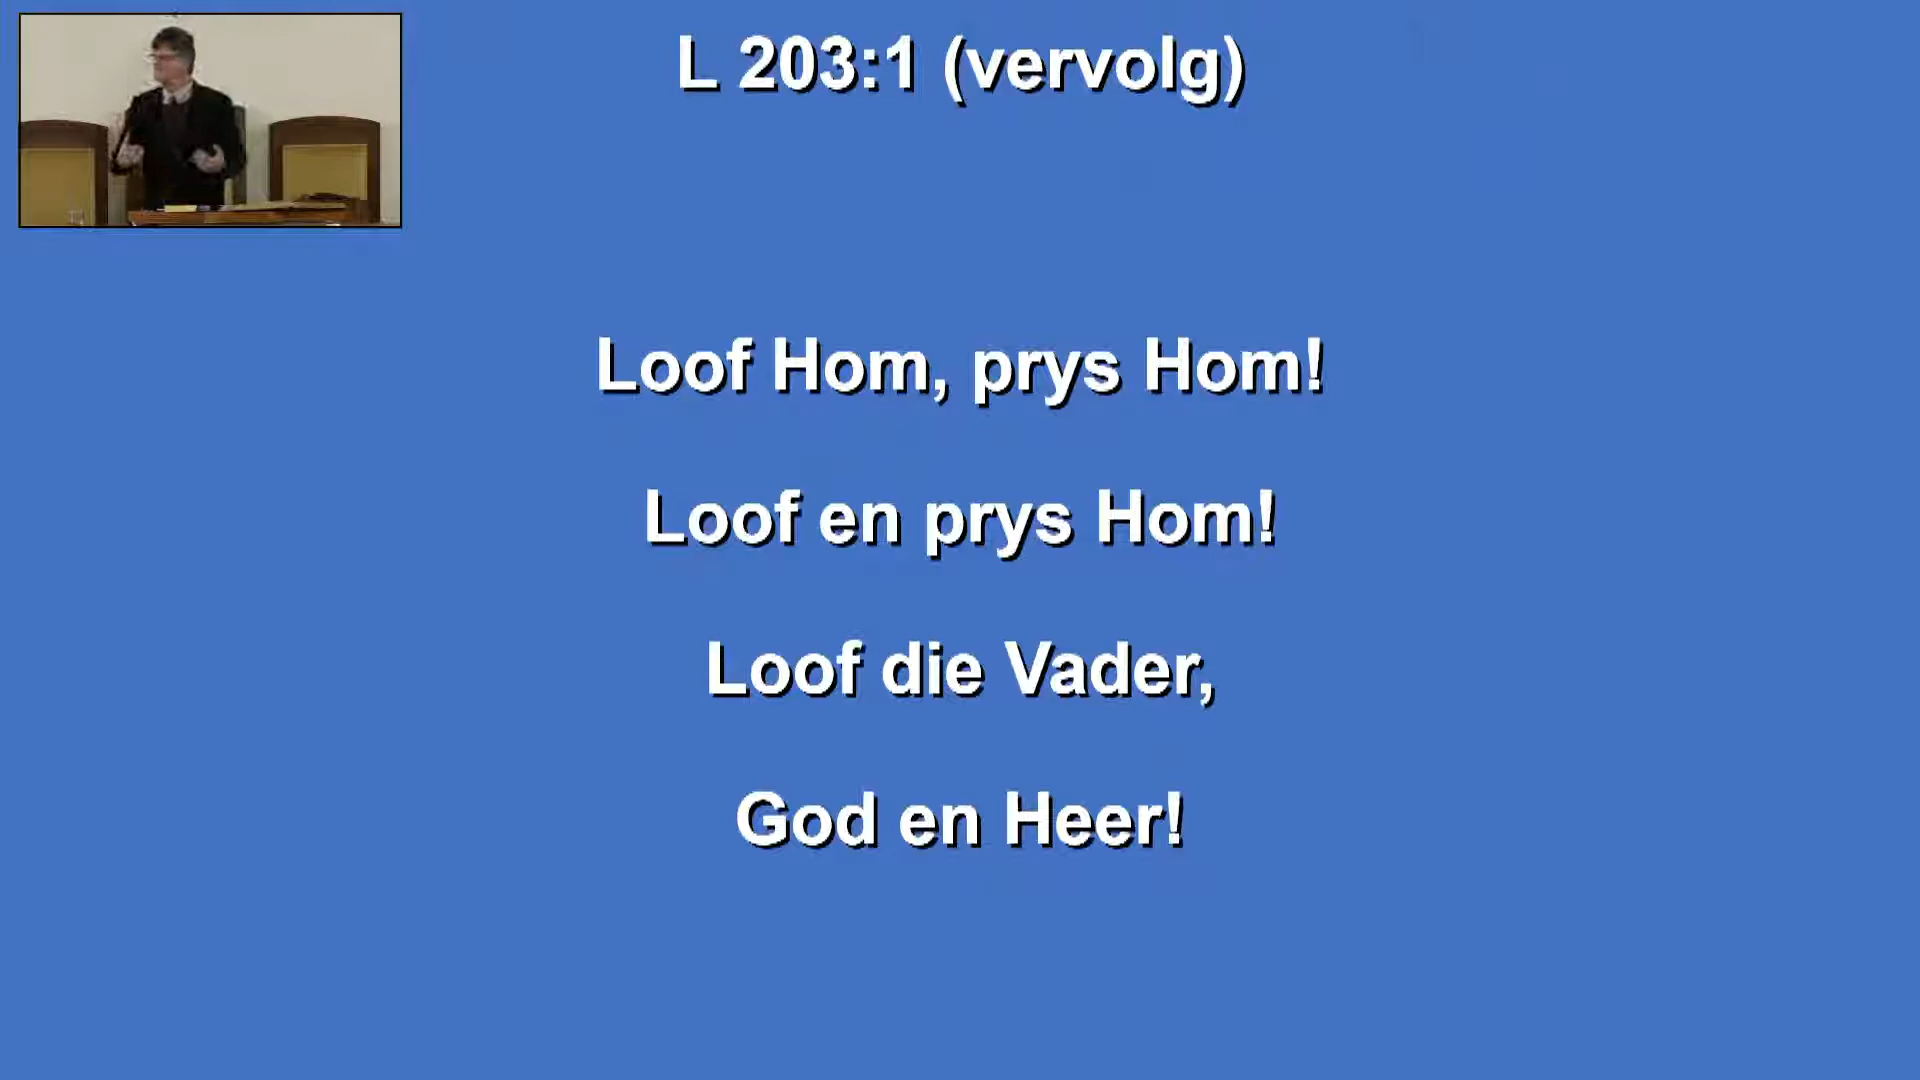 L 203:1 (vervolg)
Loof Hom, prys Hom!
Loof en prys Hom!
Loof die Vader,
God en Heer!